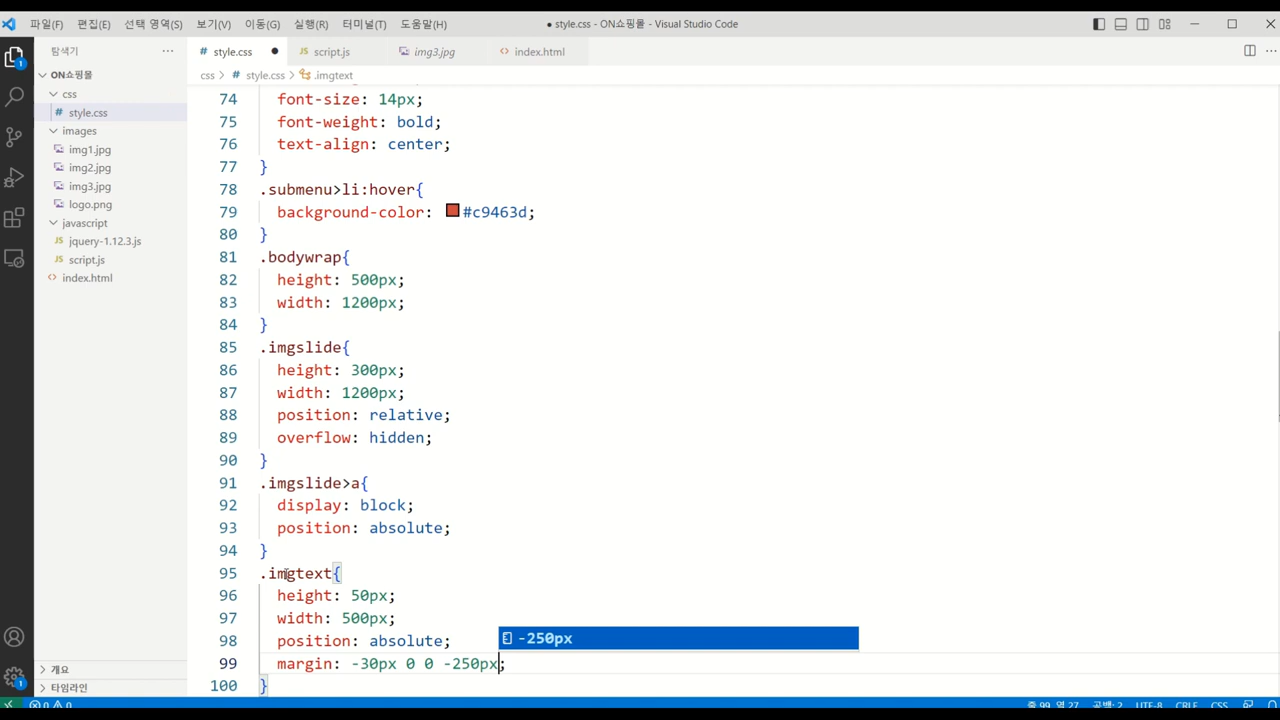 파일(F) 편집(E) 선택 영역(S) 보기(V) 이동(G) 실행(R) 터미널(T) 도움말(H) ● style.css - ON쇼핑몰 - Visual Studio Code
탐색기 ···
# style.css ●
JS script.js
img3.jpg
<> index.html
ON쇼핑몰
css > # style.css > .imgtext
css
# style.css
images
img1.jpg
img2.jpg
img3.jpg
logo.png
javascript
JS jquery-1.12.3.js
JS script.js
<> index.html
개요
타임라인
1
1
74 font-size: 14px;
75 font-weight: bold;
76 text-align: center;
77 }
78 .submenu>li:hover{
79 background-color: #c9463d;
80 }
81 .bodywrap{
82 height: 500px;
83 width: 1200px;
84 }
85 .imgslide{
86 height: 300px;
87 width: 1200px;
88 position: relative;
89 overflow: hidden;
90 }
91 .imgslide>a{
92 display: block;
93 position: absolute;
94 }
95 .imgtext{
96 height: 50px;
97 width: 500px;
98 position: absolute;
-250px
99 margin: -30px 0 0 -250px;
100 }
0 0 줄 99, 열 27 공백: 2 UTF-8 CRLF CSS